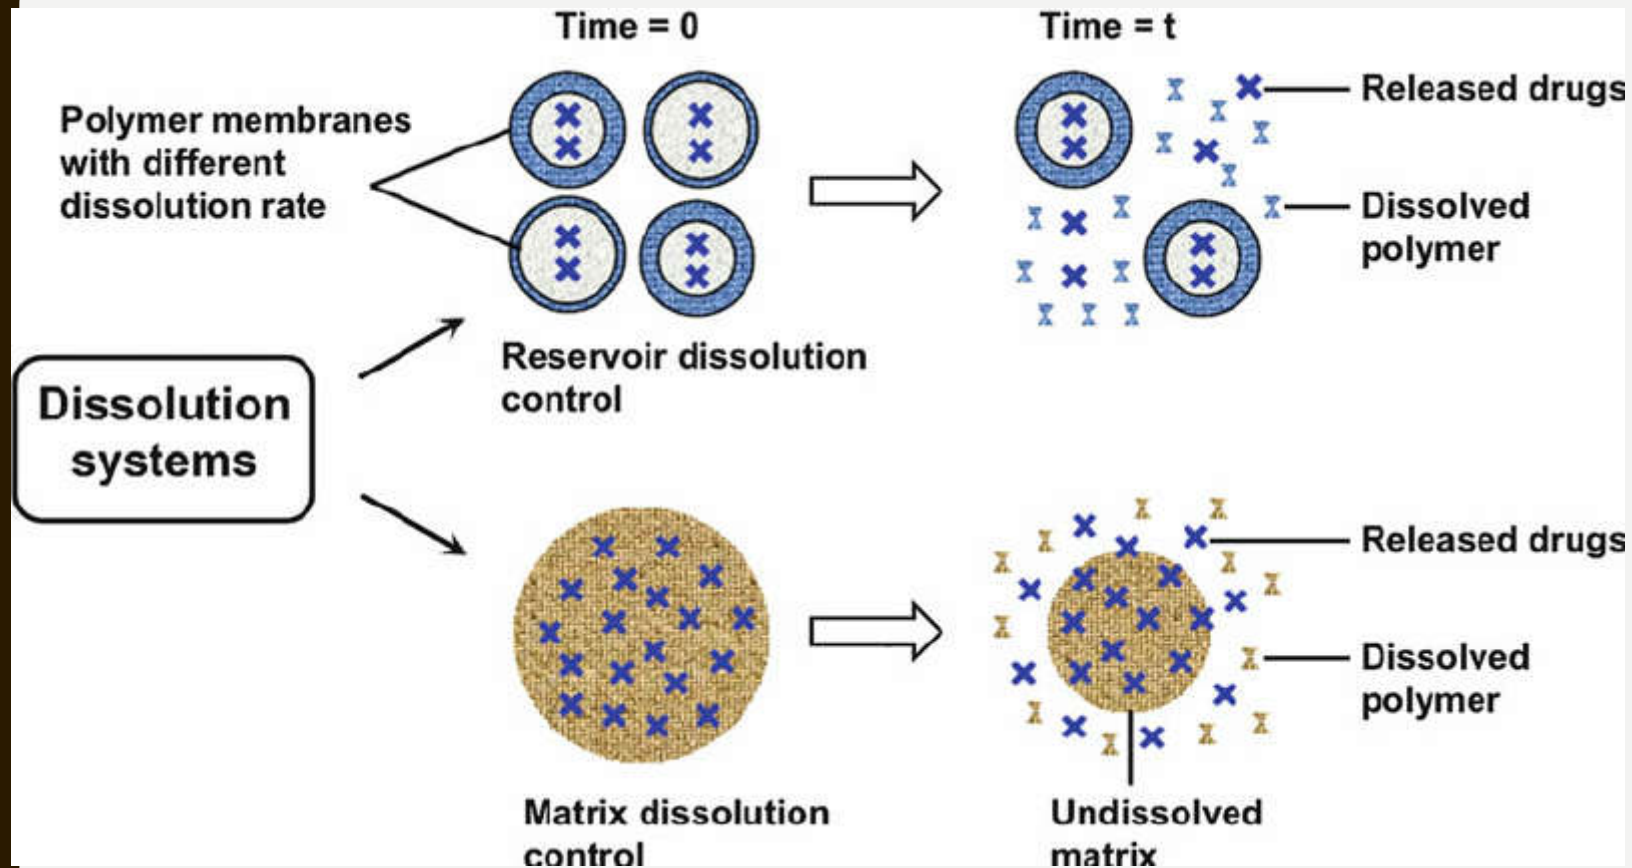 Time = 0
Time = t
Polymer membranes
with different
dissolution rate
Released drugs
Dissolved
polymer
Reservoir dissolution
control
Dissolution
systems
Released drugs
Dissolved
polymer
Matrix dissolution
control
Undissolved
matrix